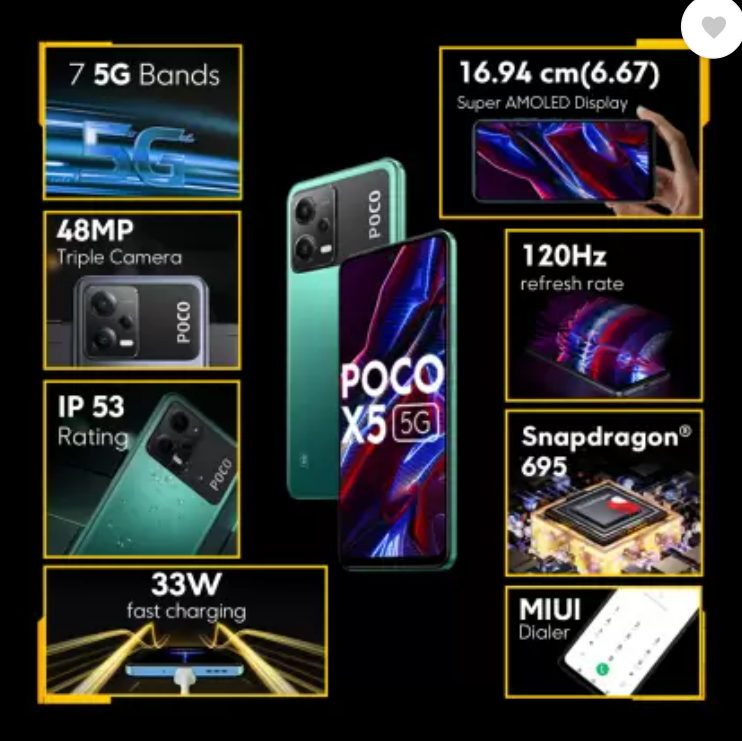 7 5G Bands
5G
48MP
Triple Camera
POCO
IP 53
Rating
POCO
33W
fast charging
POCO
POCO
X5 5G
16.94 cm(6.67)
Super AMOLED Display
120Hz
refresh rate
Snapdragon®
695
MIUI
Dialer